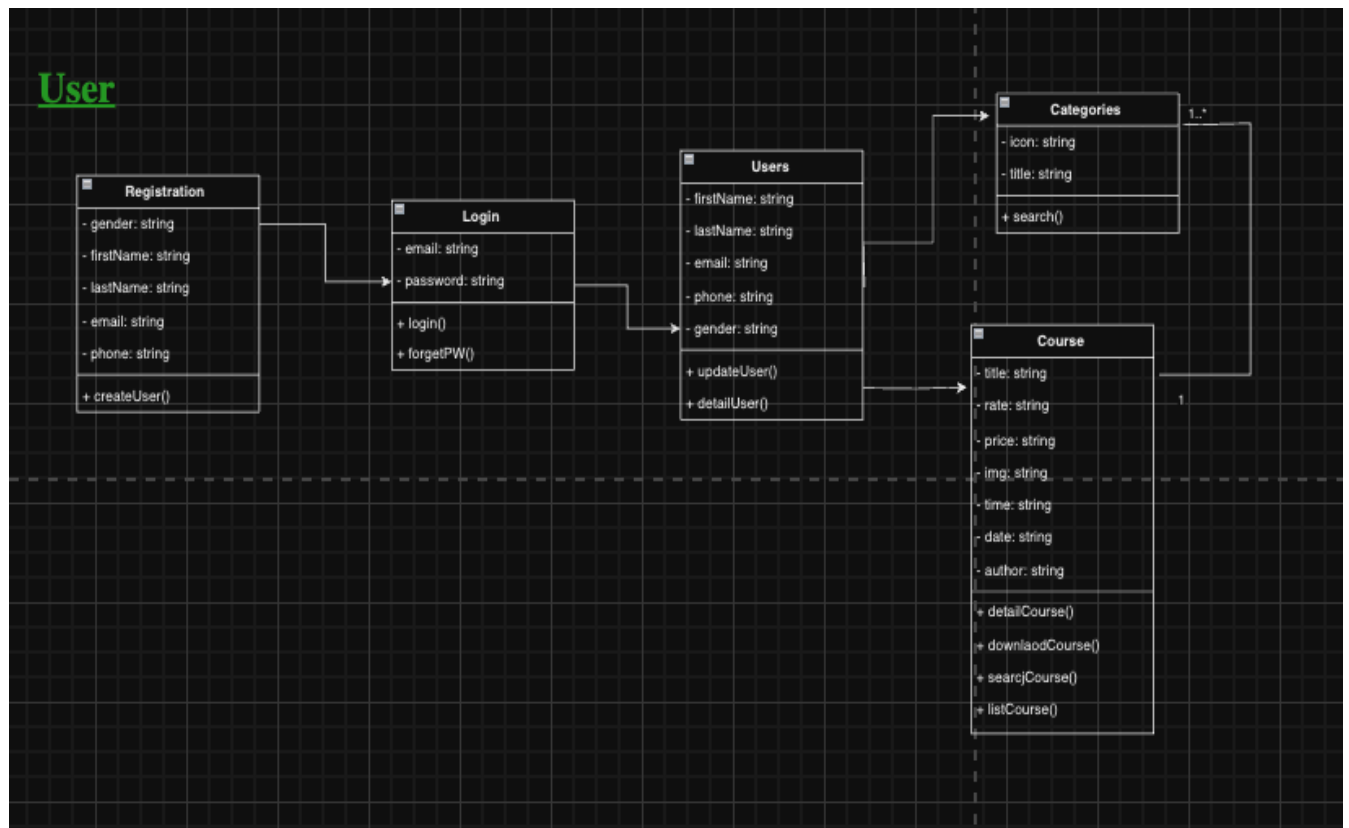 User
Registration
- gender: string
- firstName: string
- lastName: string
- email: string
- phone: string
+ createUser()
Login
- email: string
- password: string
+ login()
+ forgetPW()
Users
- firstName: string
- lastName: string
- email: string
- phone: string
- gender: string
+ updateUser()
+ detailUser()
Categories
- icon: string
- title: string
+ search()
1..*
Course
- title: string
- rate: string
- price: string
- img: string
- time: string
- date: string
- author: string
+ detailCourse()
+ downlaodCourse()
+ searcjCourse()
+ listCourse()
1